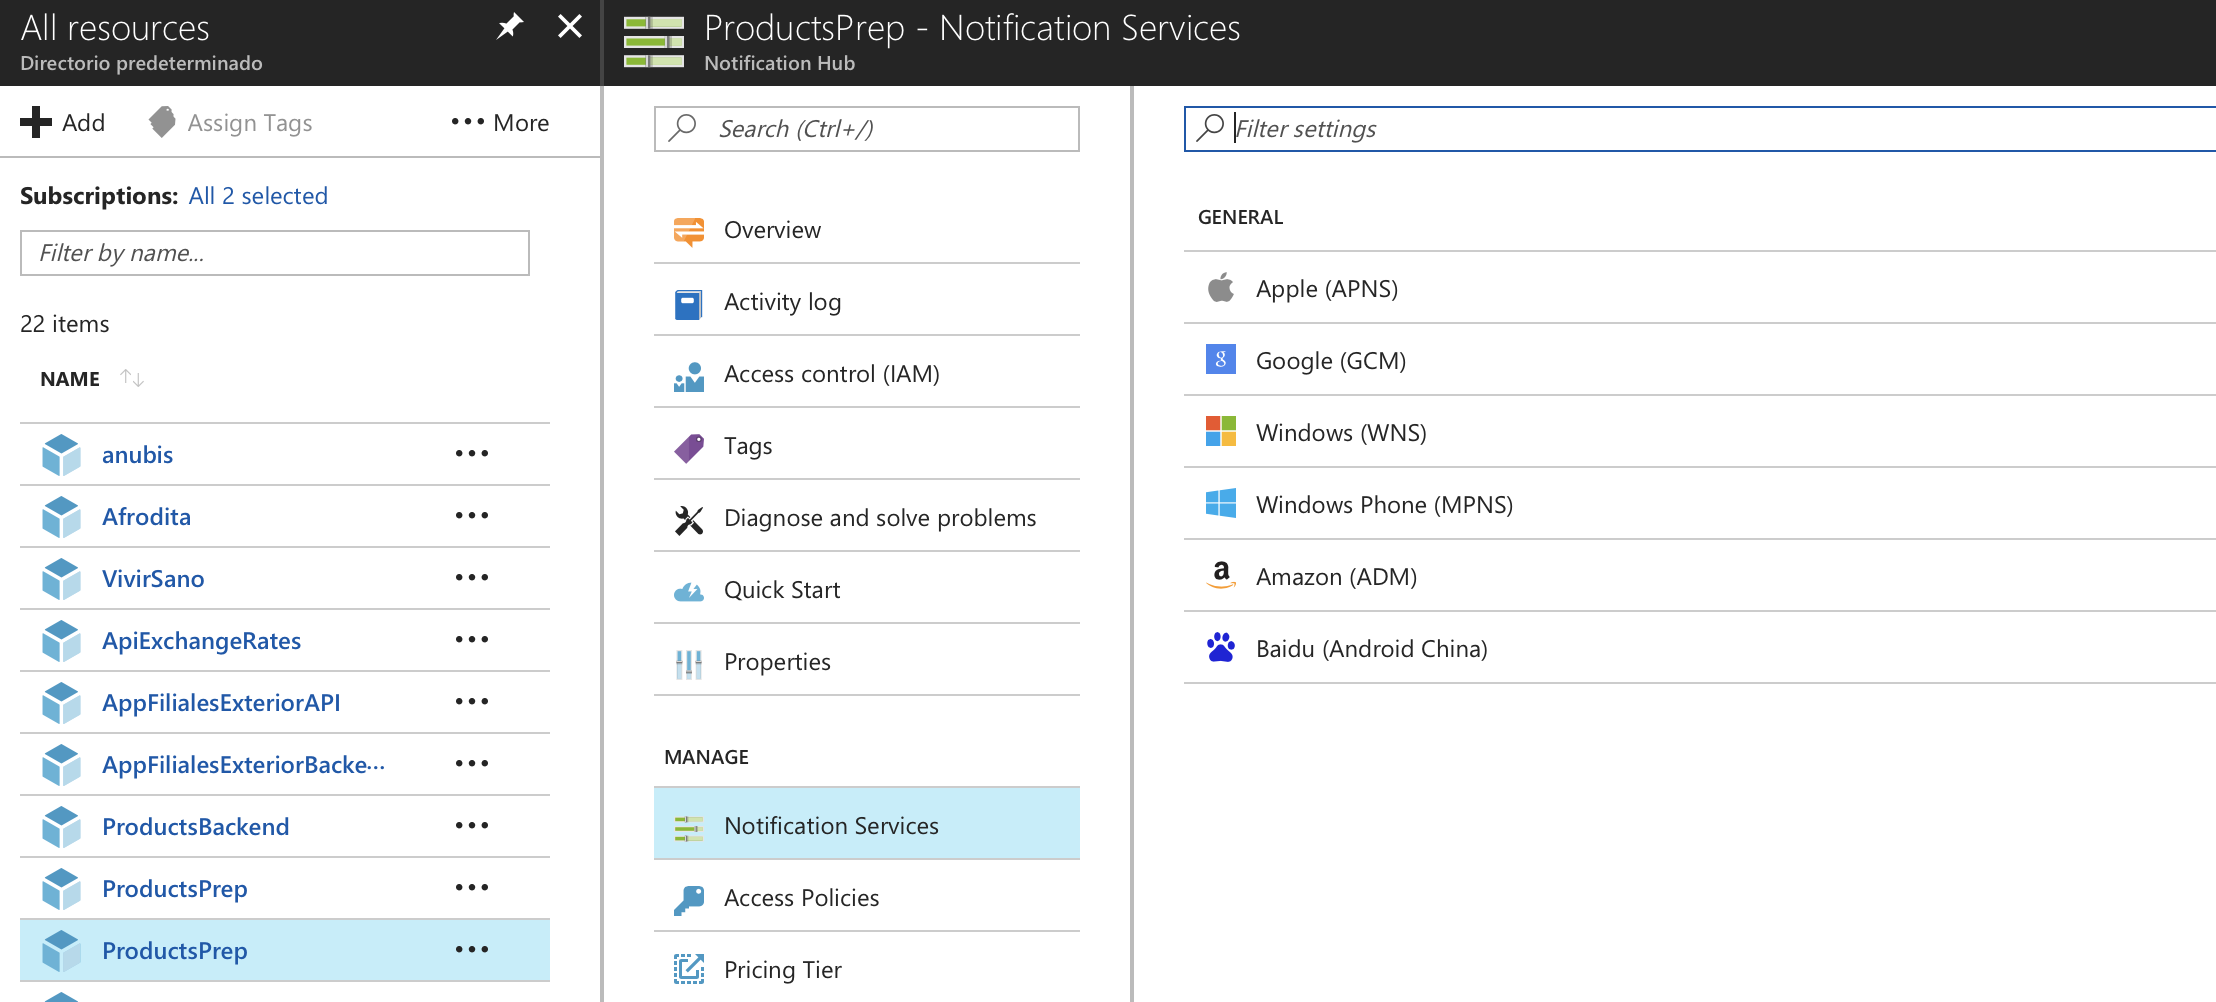 All resources
Directorio predeterminado
Add
Assign Tags
More
Subscriptions: All 2 selected
Filter by name...
22 items
NAME
anubis
Afrodita
VivirSano
ApiExchangeRates
AppFilialesExteriorAPI
AppFilialesExteriorBacke...
ProductsBackend
ProductsPrep
ProductsPrep
ProductsPrep - Notification Services
Notification Hub
Search (Ctrl+/)
Overview
Activity log
Access control (IAM)
Tags
Diagnose and solve problems
Quick Start
Properties
MANAGE
Notification Services
Access Policies
Pricing Tier
Filter settings
GENERAL
Apple (APNS)
Google (GCM)
Windows (WNS)
Windows Phone (MPNS)
Amazon (ADM)
Baidu (Android China)